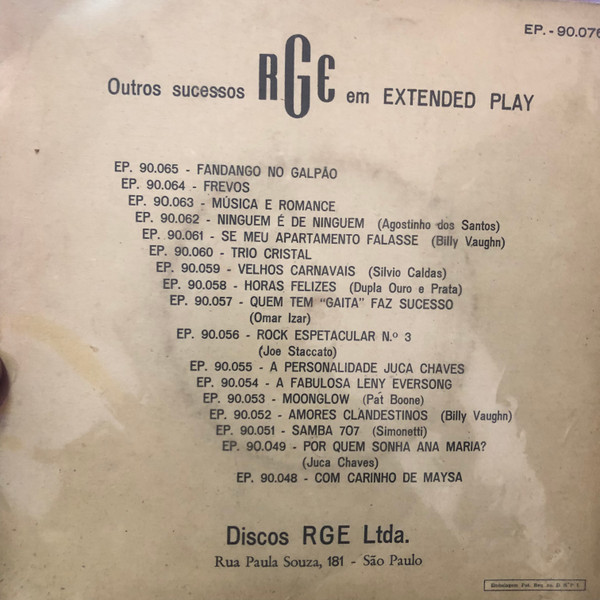 EP. - 90.076
Outros sucessos RGE em EXTENDED PLAY
EP. 90.065 - FANDANGO NO GALPÃO
EP. 90.064 - FREVOS
EP. 90.063 - MÚSICA E ROMANCE
EP. 90.062 - NINGUEM É DE NINGUEM (Agostinho dos Santos)
EP. 90.061 - SE MEU APARTAMENTO FALASSE (Billy Vaughn)
EP. 90.060 - TRIO CRISTAL
EP. 90.059 - VELHOS CARNAVAIS (Silvio Caldas)
EP. 90.058 - HORAS FELIZES (Dupla Ouro e Prata)
EP. 90.057 - QUEM TEM "GAITA" FAZ SUCESSO
(Omar Izar)
EP. 90.056 - ROCK ESPETACULAR N.º 3
(Joe Staccato)
EP. 90.055 - A PERSONALIDADE JUCA CHAVES
EP. 90.054 - A FABULOSA LENY EVERSONG
EP. 90.053 - MOONGLOW (Pat Boone)
EP. 90.052 - AMORES CLANDESTINOS (Billy Vaughn)
EP. 90.051 - SAMBA 707 (Simonetti)
EP. 90.049 - POR QUEM SONHA ANA MARIA?
(Juca Chaves)
EP. 90.048 - COM CARINHO DE MAYSA
Discos RGE Ltda.
Rua Paula Souza, 181 - São Paulo